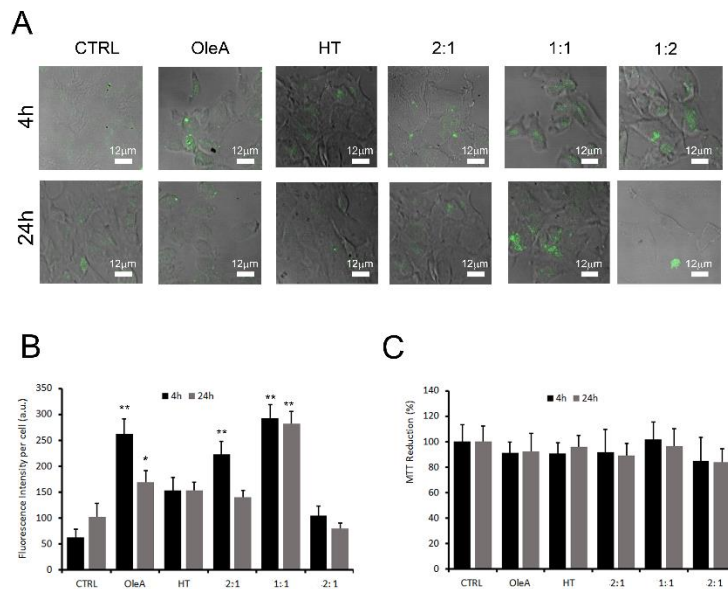 A
CTRL OleA HT 2:1 1:1 1:2
4h
12μm 12μm 12μm 12μm 12μm 12μm
24h
12μm 12μm 12μm 12μm 12μm 12μm
B
Fluorescence Intensity per cell (a.u.)
350
300
250
200
150
100
50
0
4h 24h
** * ** ** **
CTRL OleA HT 2:1 1:1 2:1
C
MTT Reduction (%)
140
120
100
80
60
40
20
0
4h 24h
CTRL OleA HT 2:1 1:1 2:1